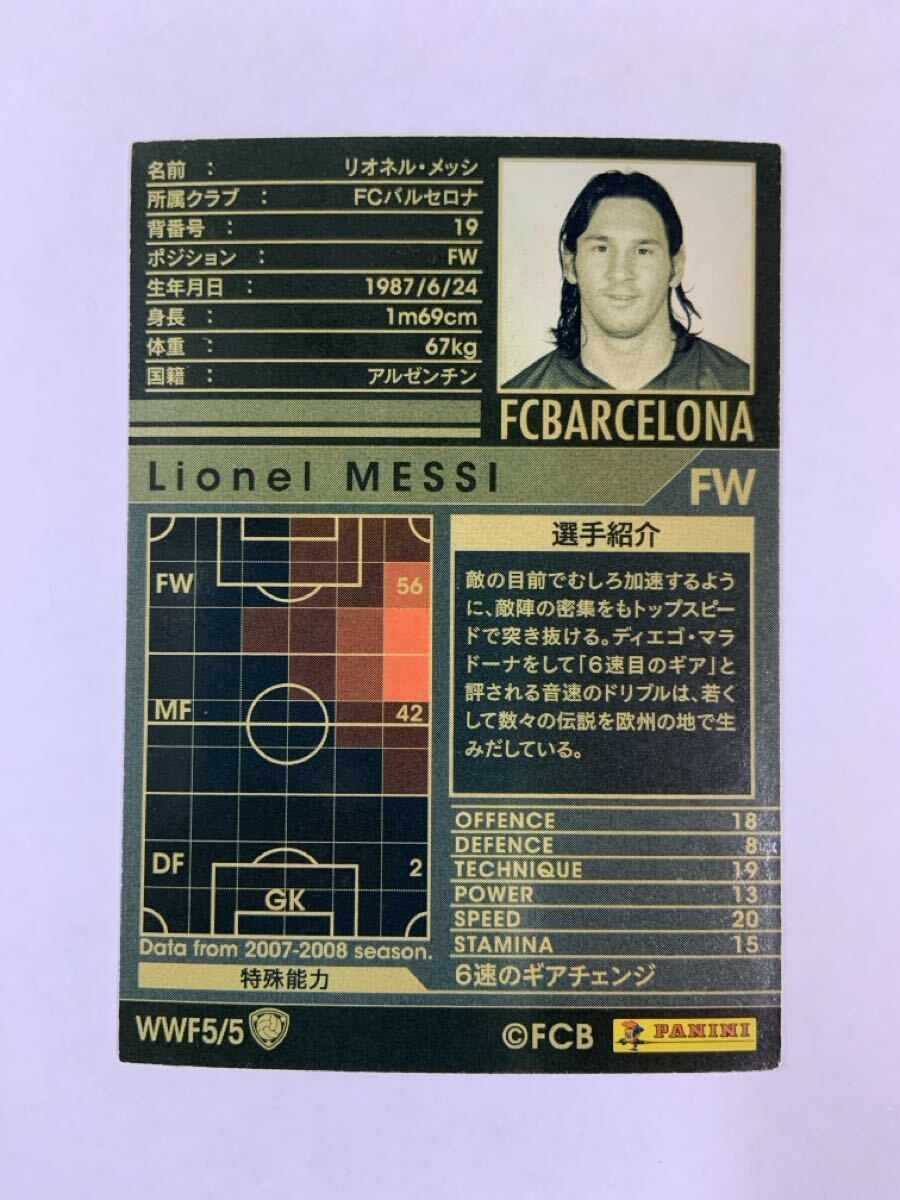 名前 : リオネル・メッシ
所属クラブ : FCバルセロナ
背番号 : 19
ポジション : FW
生年月日 : 1987/6/24
身長 : 1m69cm
体重 : 67kg
国籍 : アルゼンチン
FCBARCELONA
Lionel MESSI
FW
FW 56
MF 42
DF 2
GK
Data from 2007-2008 season.
選手紹介
敵の目前でむしろ加速するよう
に、敵陣の密集をもトップスピー
ドで突き抜ける。ディエゴ・マラ
ドーナをして「6速目のギア」と
評される音速のドリブルは、若く
して数々の伝説を欧州の地で生
みだしている。
OFFENCE 18
DEFENCE 8
TECHNIQUE 19
POWER 13
SPEED 20
STAMINA 15
特殊能力
6速のギアチェンジ
WWF5/5
©FCB
PANINI